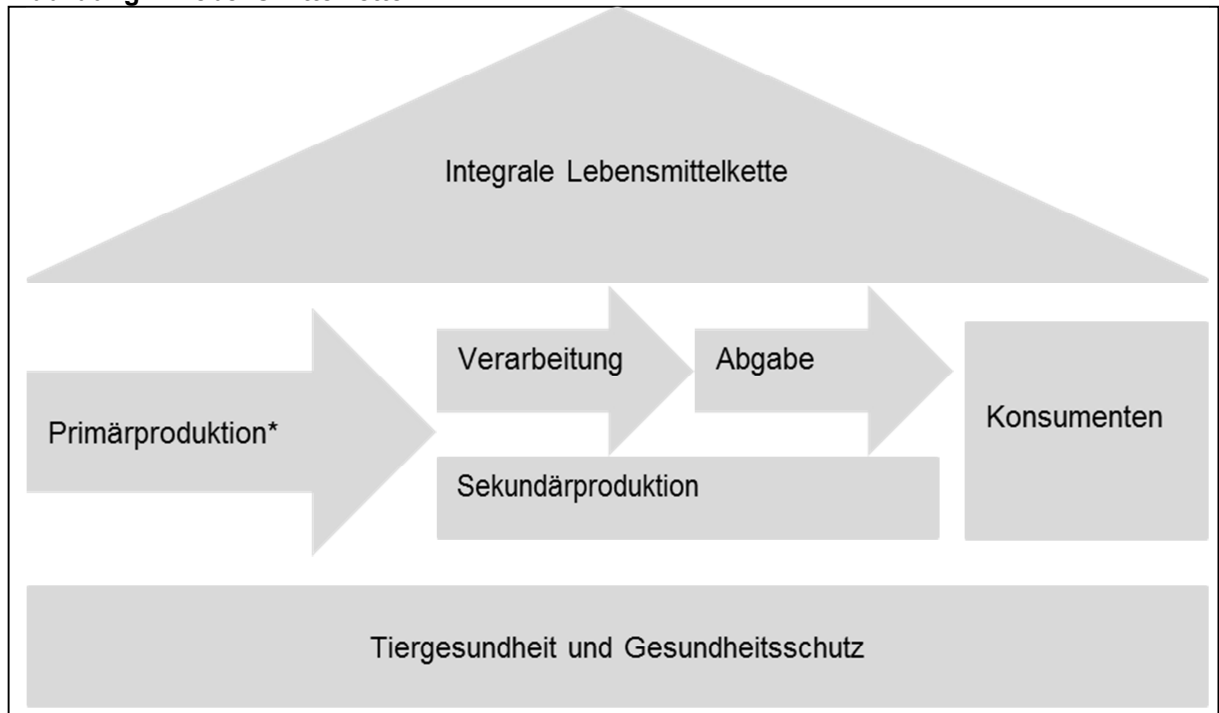 Integrale Lebensmittelkette
Verarbeitung
Abgabe
Primärproduktion*
Konsumenten
Sekundärproduktion
Tiergesundheit und Gesundheitsschutz